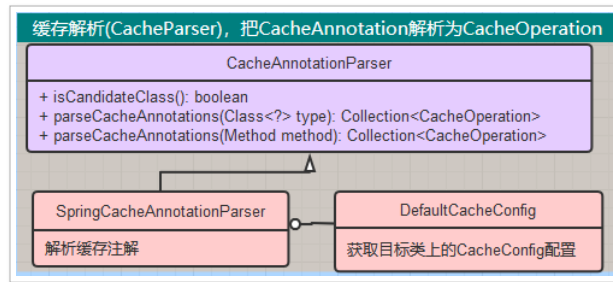 缓存解析(CacheParser)，把CacheAnnotation解析为CacheOperation
CacheAnnotationParser
+ isCandidateClass(): boolean
+ parseCacheAnnotations(Class<?> type): Collection<CacheOperation>
+ parseCacheAnnotations(Method method): Collection<CacheOperation>
SpringCacheAnnotationParser
解析缓存注解
DefaultCacheConfig
获取目标类上的CacheConfig配置